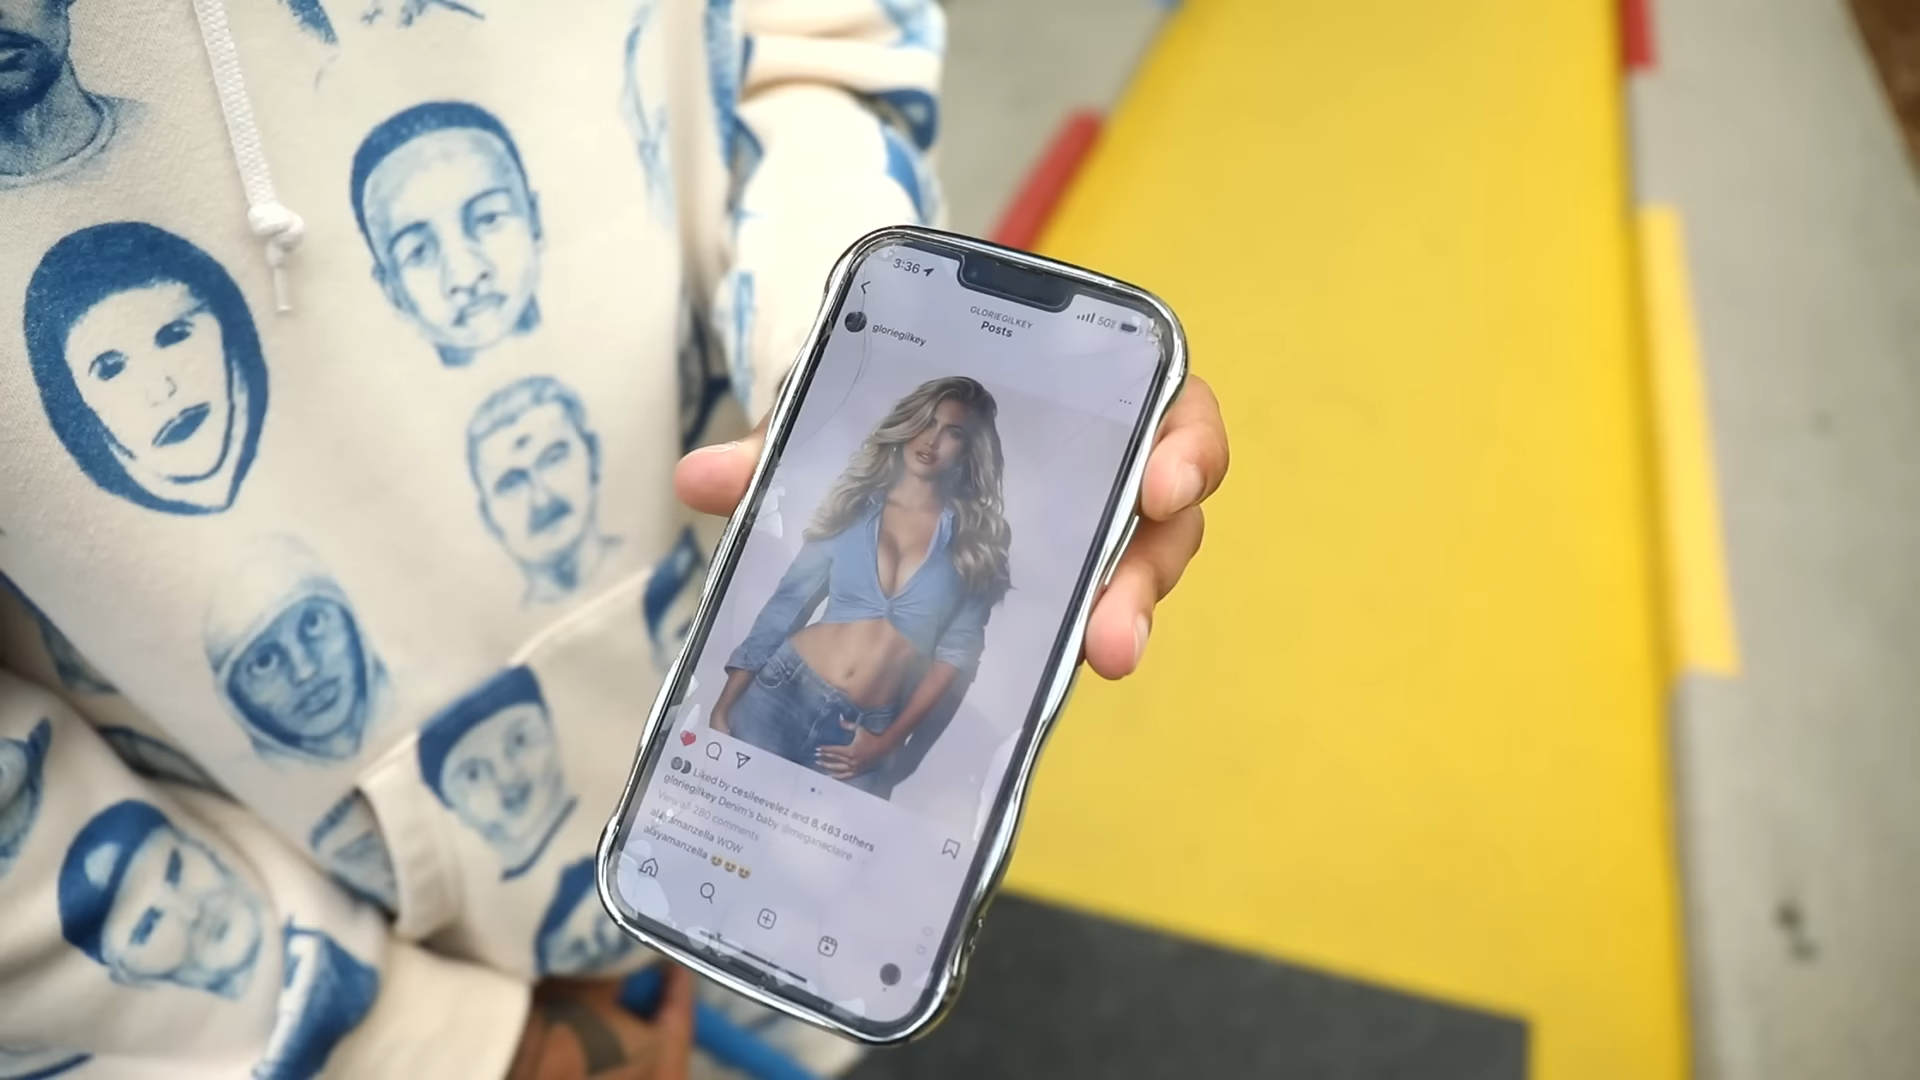 3:36
5G
GLORIEGILKEY
Posts
gloriegilkey
Liked by cesileevelez and 8,463 others
gloriegilkey Denim's baby @meganeclaire
View all 280 comments
alayamanzella WOW
alayamanzella 😍😍😍